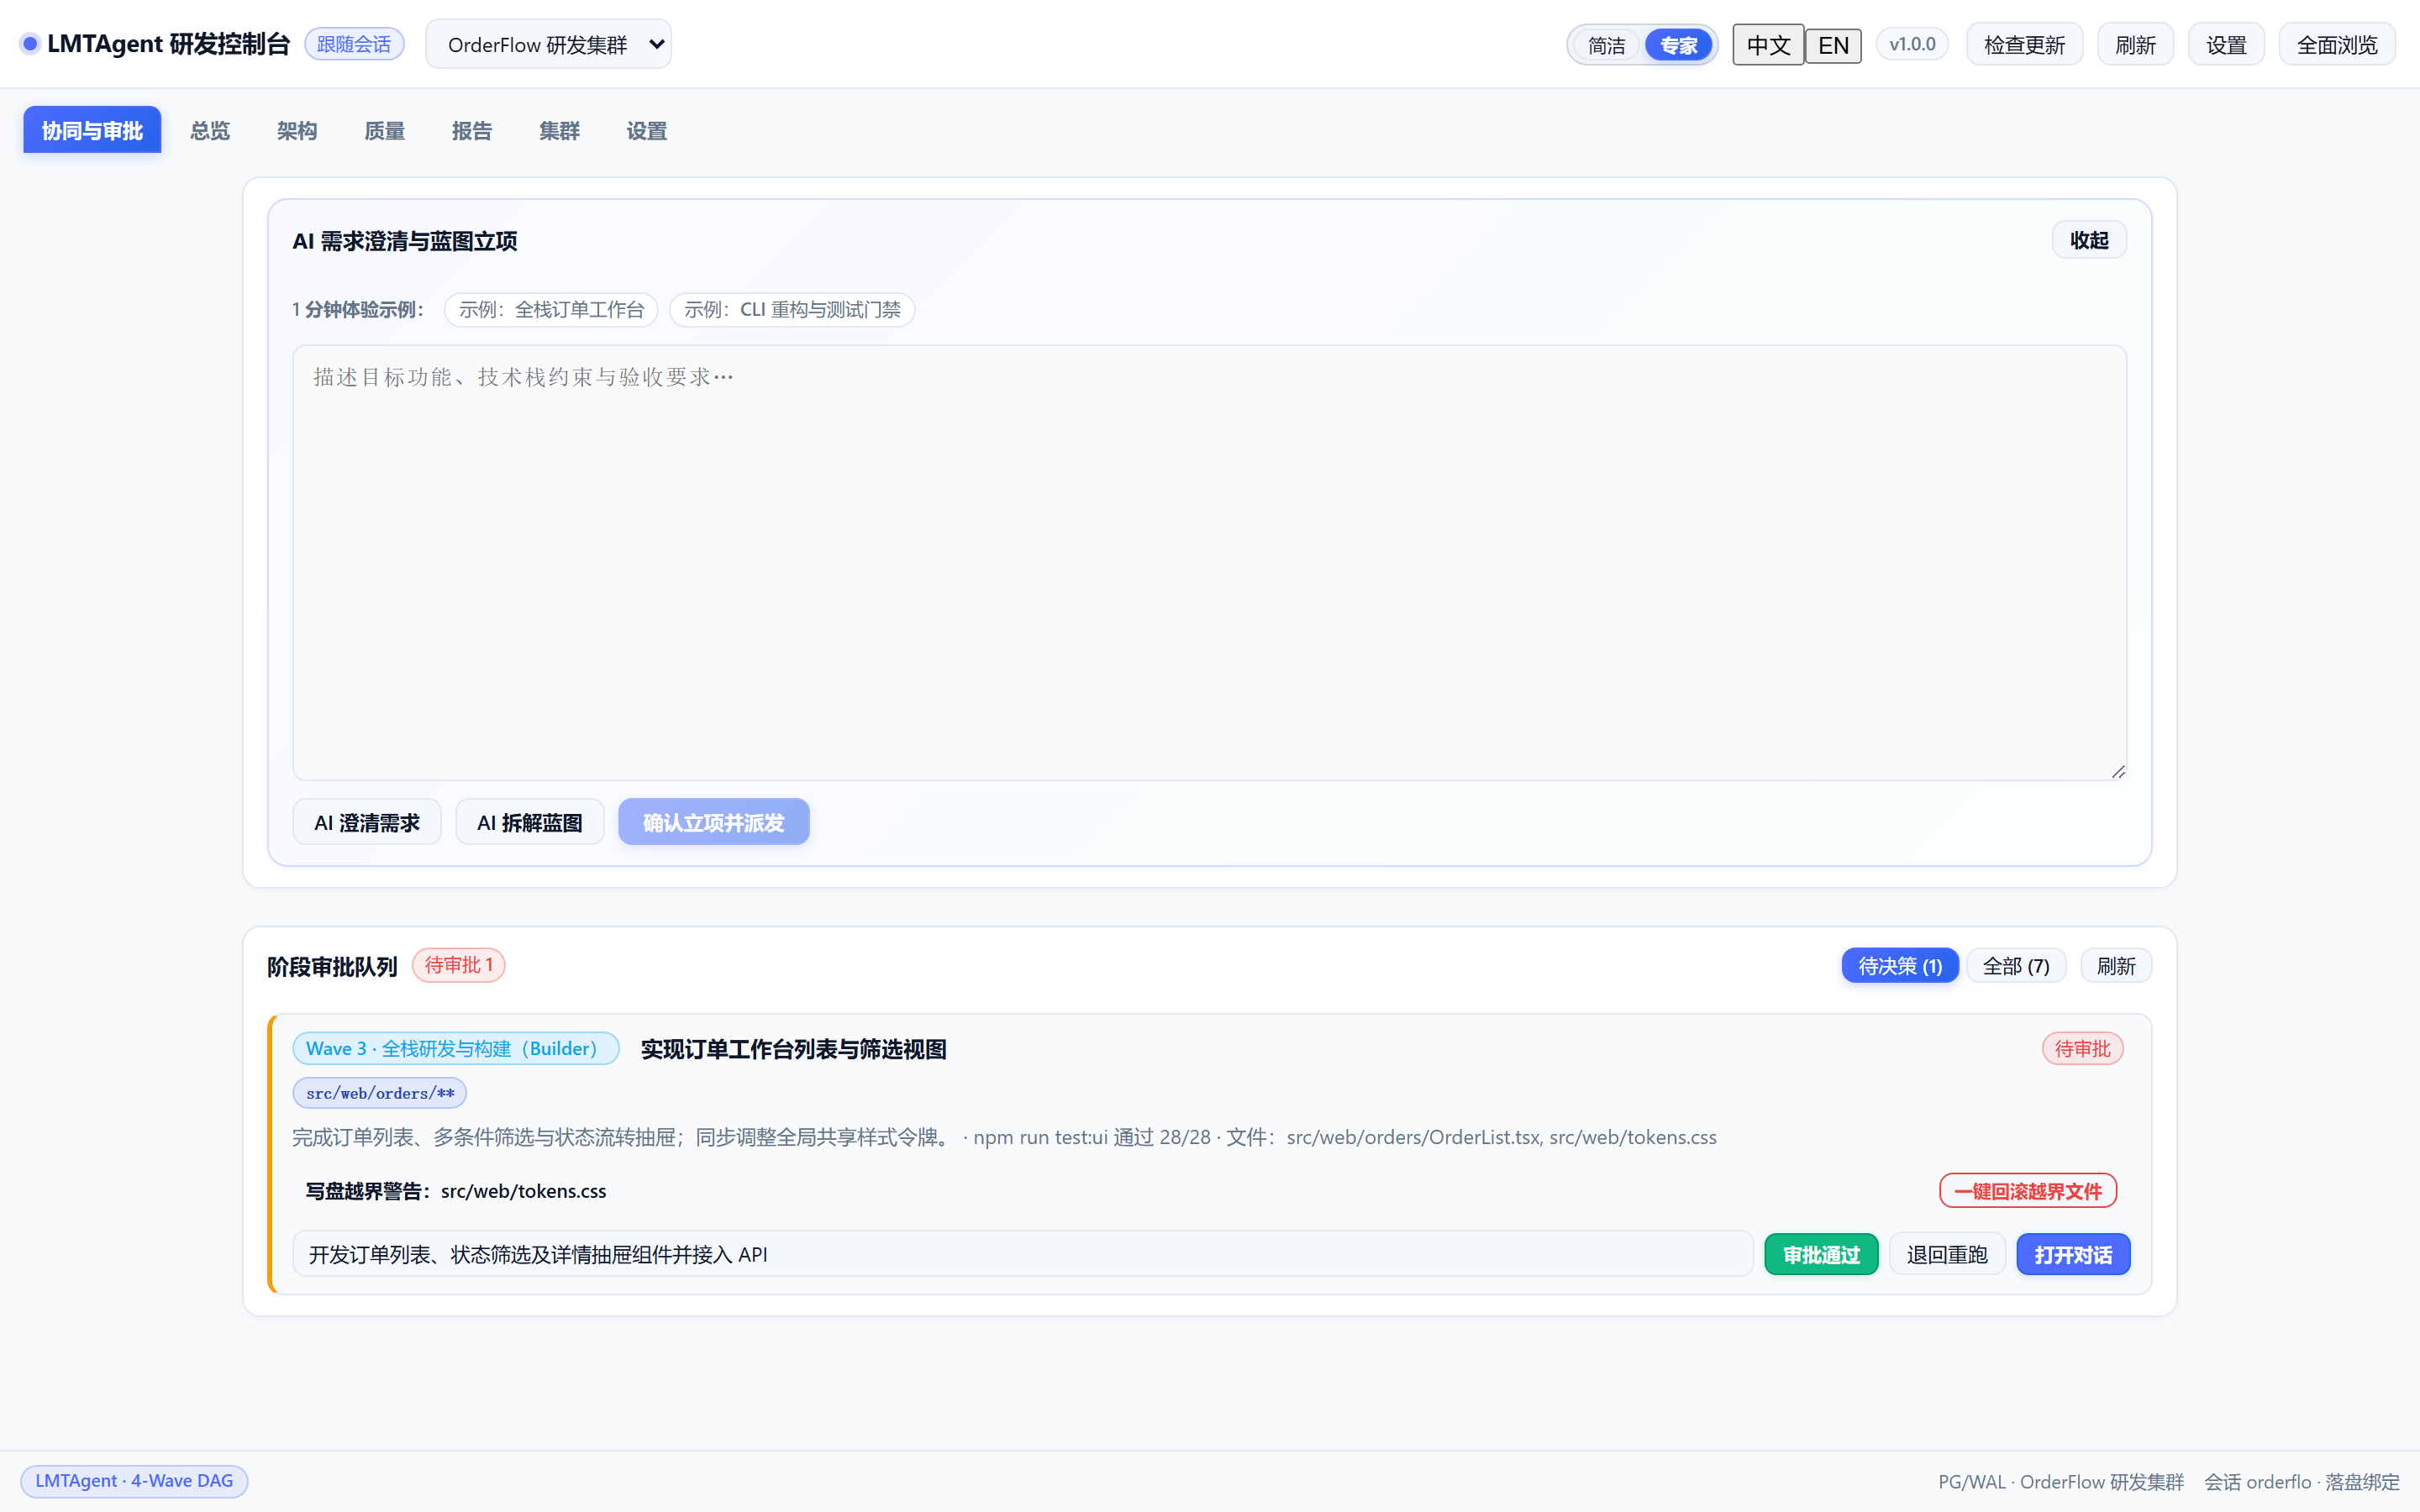 LMTAgent 研发控制台 跟随会话 OrderFlow 研发集群 简洁 专家 中文 EN v1.0.0 检查更新 刷新 设置 全面浏览
协同与审批 总览 架构 质量 报告 集群 设置
AI 需求澄清与蓝图立项 收起
1 分钟体验示例： 示例：全栈订单工作台 示例：CLI 重构与测试门禁
描述目标功能、技术栈约束与验收要求…
AI 澄清需求 AI 拆解蓝图 确认立项并派发
阶段审批队列 待审批 1 待决策 (1) 全部 (7) 刷新
Wave 3 · 全栈研发与构建（Builder） 实现订单工作台列表与筛选视图 待审批
src/web/orders/**
完成订单列表、多条件筛选与状态流转抽屉；同步调整全局共享样式令牌。 · npm run test:ui 通过 28/28 · 文件：src/web/orders/OrderList.tsx, src/web/tokens.css
写盘越界警告：src/web/tokens.css 一键回滚越界文件
开发订单列表、状态筛选及详情抽屉组件并接入 API 审批通过 退回重跑 打开对话
LMTAgent · 4-Wave DAG PG/WAL · OrderFlow 研发集群 会话 orderflo · 落盘绑定